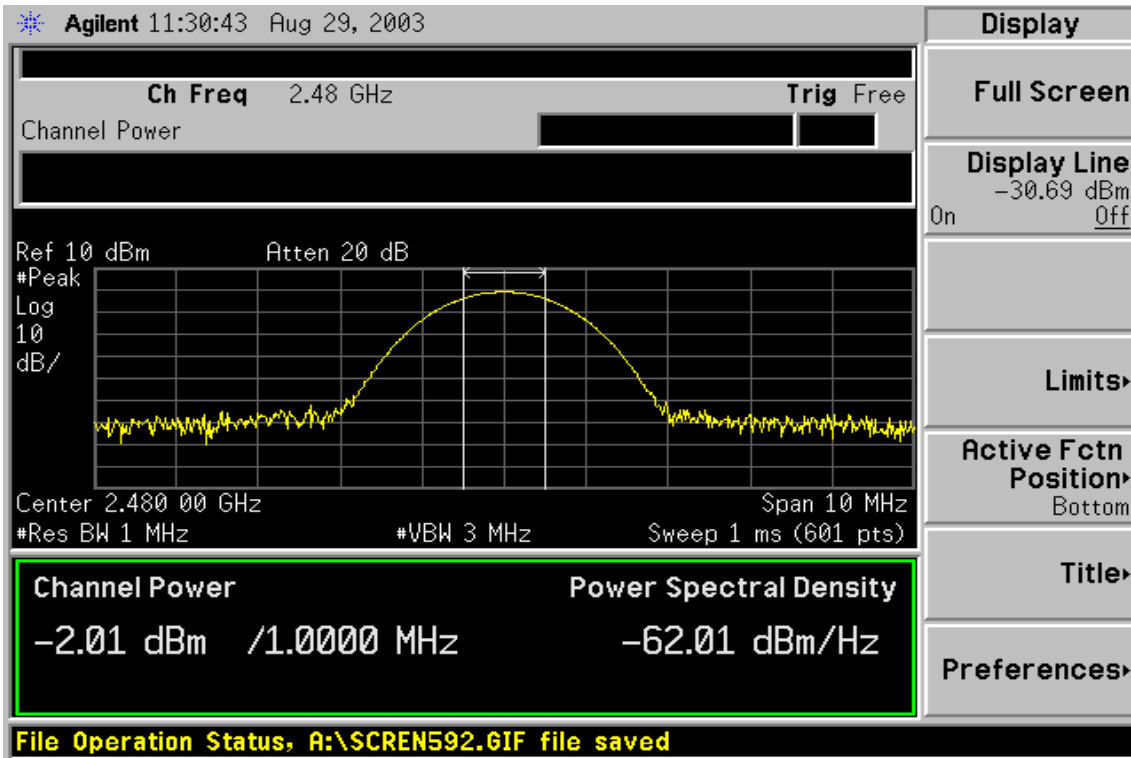 Agilent 11:30:43 Aug 29, 2003
Display
Ch Freq 2.48 GHz Trig Free
Channel Power
Full Screen
Display Line
-30.69 dBm
On Off
Ref 10 dBm Atten 20 dB
#Peak
Log
10
dB/
Limits
Active Fctn
Position
Bottom
Center 2.480 00 GHz Span 10 MHz
#Res BW 1 MHz #VBW 3 MHz Sweep 1 ms (601 pts)
Title
Channel Power Power Spectral Density
-2.01 dBm /1.0000 MHz -62.01 dBm/Hz
Preferences
File Operation Status, A:\SCREN592.GIF file saved